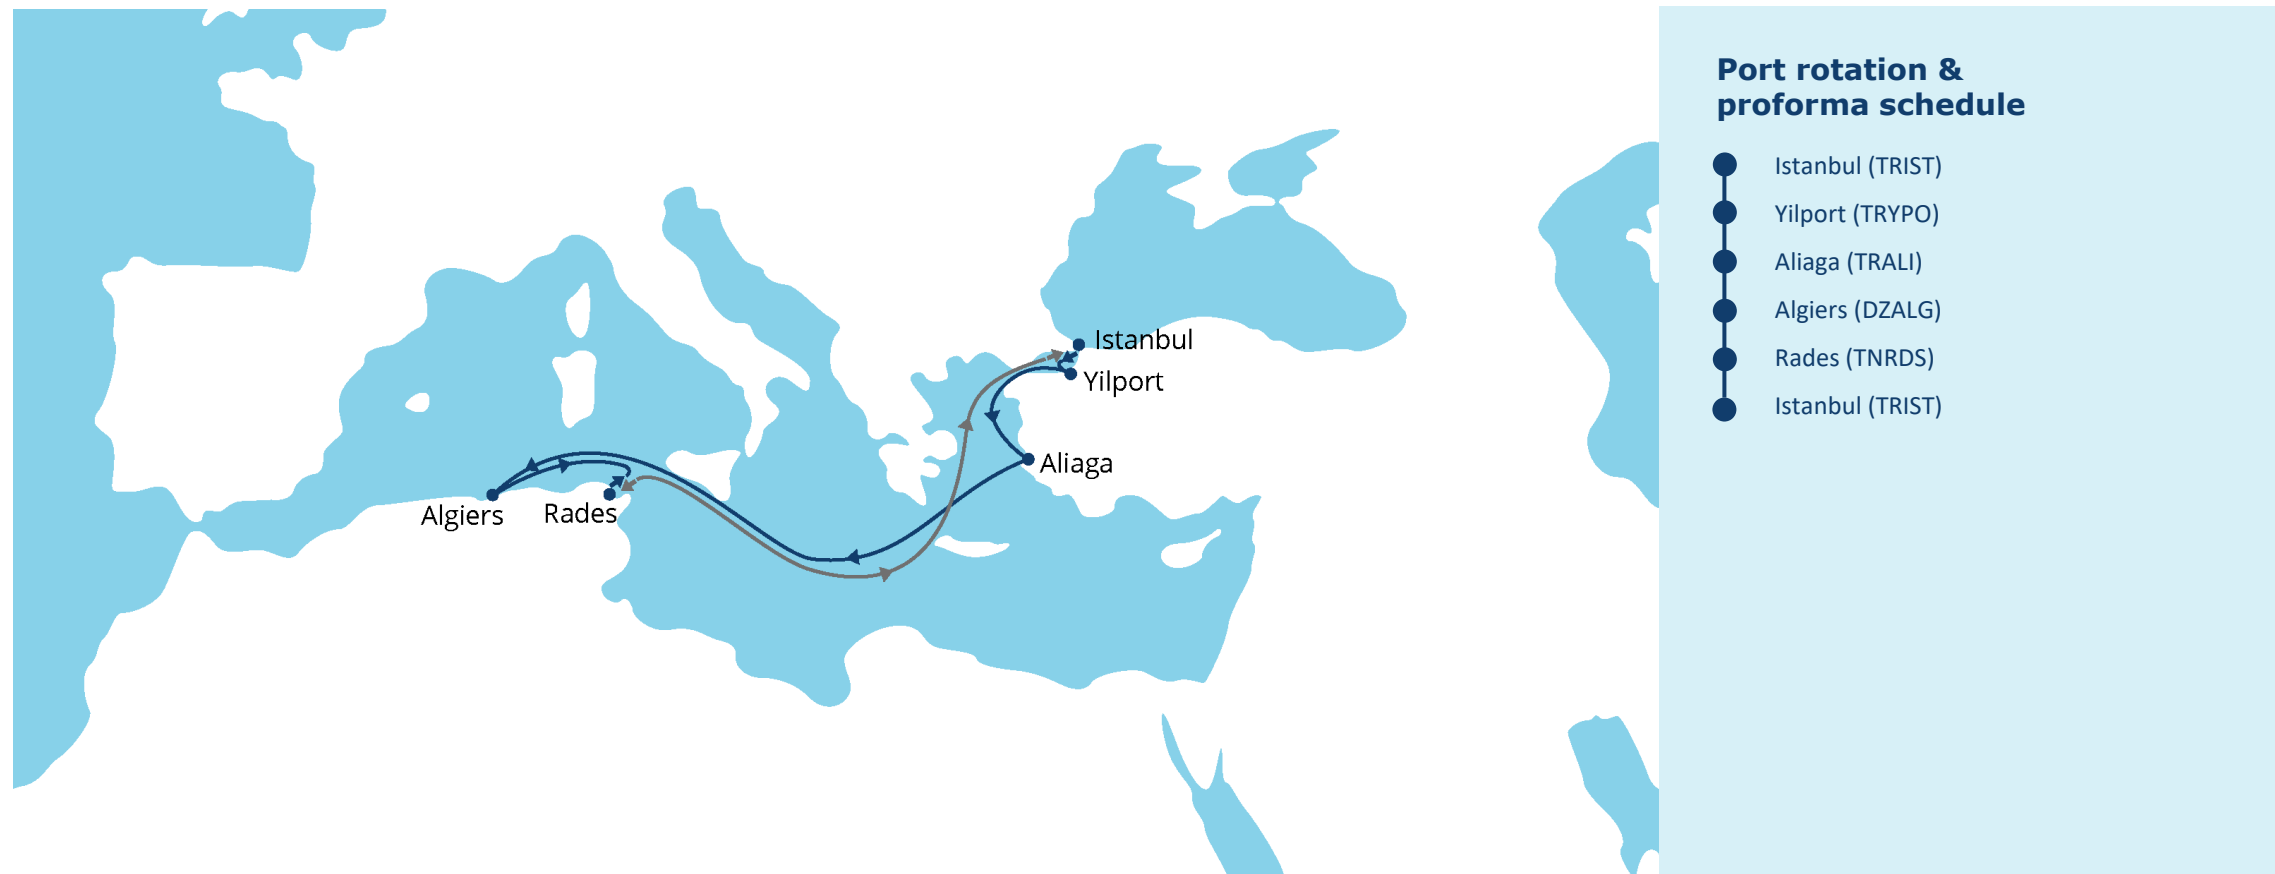 Port rotation &
proforma schedule
Istanbul (TRIST)
Yilport (TRYPO)
Aliaga (TRALI)
Algiers (DZALG)
Rades (TNRDS)
Istanbul (TRIST)
Istanbul
Yilport
Aliaga
Algiers
Rades